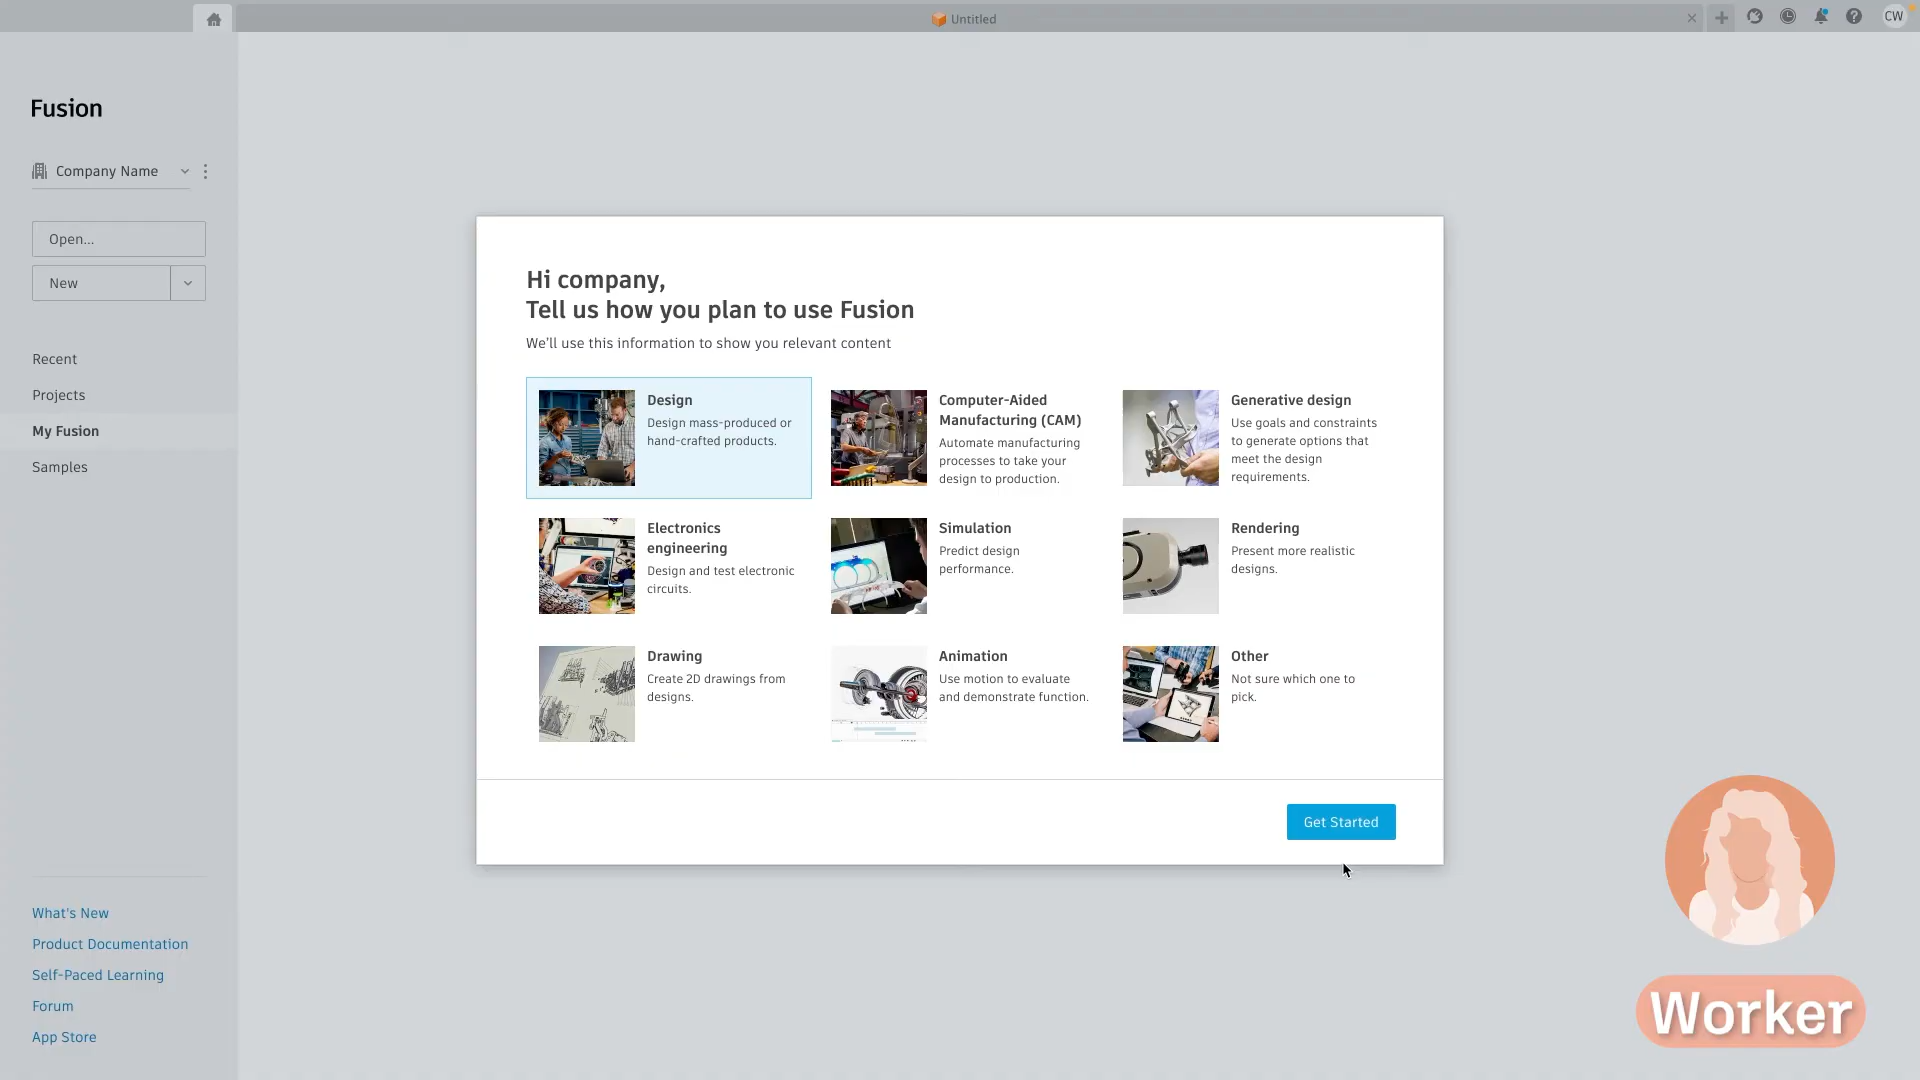 Untitled
CW
Fusion
Company Name
Open...
New
Recent
Projects
My Fusion
Samples
What's New
Product Documentation
Self-Paced Learning
Forum
App Store
Hi company,
Tell us how you plan to use Fusion
We'll use this information to show you relevant content
Design
Design mass-produced or
hand-crafted products.
Computer-Aided
Manufacturing (CAM)
Automate manufacturing
processes to take your
design to production.
Generative design
Use goals and constraints
to generate options that
meet the design
requirements.
Electronics
engineering
Design and test electronic
circuits.
Simulation
Predict design
performance.
Rendering
Present more realistic
designs.
Drawing
Create 2D drawings from
designs.
Animation
Use motion to evaluate
and demonstrate function.
Other
Not sure which one to
pick.
Get Started
Worker